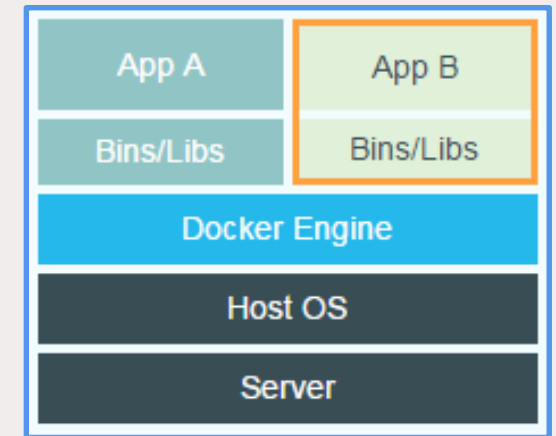 App A
App B
Bins/Libs
Bins/Libs
Docker Engine
Host OS
Server